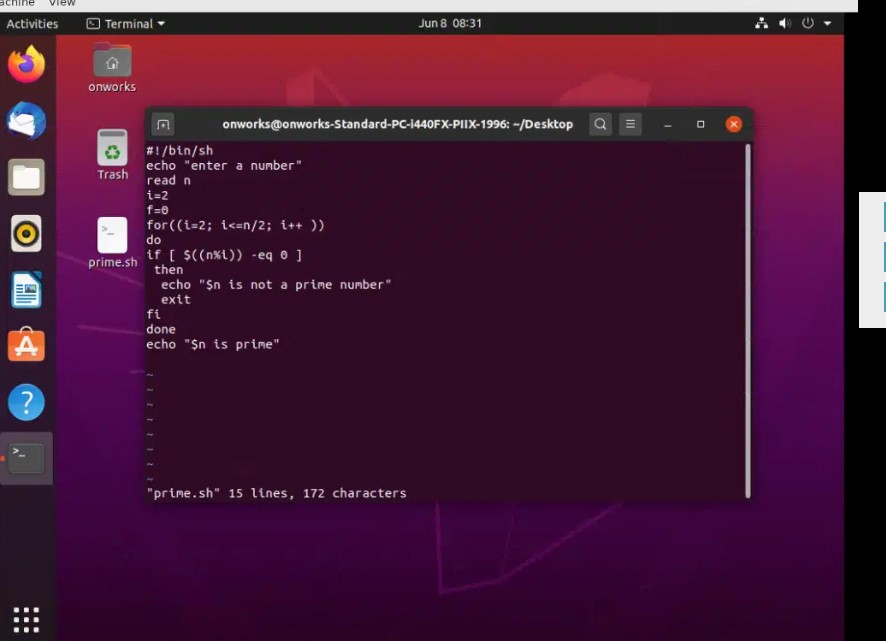 achine View
Activities Terminal Jun 8 08:31
onworks
Trash
prime.sh
onworks@onworks-Standard-PC-i440FX-PIIX-1996: ~/Desktop
#!/bin/sh
echo "enter a number"
read n
i=2
f=0
for((i=2; i<=n/2; i++ ))
do
if [ $((n%i)) -eq 0 ]
then
echo "$n is not a prime number"
exit
fi
done
echo "$n is prime"
~
~
~
~
~
~
~
~
"prime.sh" 15 lines, 172 characters